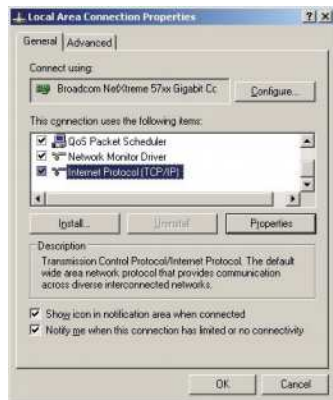 Local Area Connection Properties
General Advanced
Connect using:
Broadcom NetXtreme 57xx Gigabit Cc
Configure...
This connection uses the following items:
QoS Packet Scheduler
Network Monitor Driver
Internet Protocol (TCP/IP)
Install... Uninstall Properties
Description
Transmission Control Protocol/Internet Protocol. The default
wide area network protocol that provides communication
across diverse interconnected networks.
Show icon in notification area when connected
Notify me when this connection has limited or no connectivity
OK Cancel